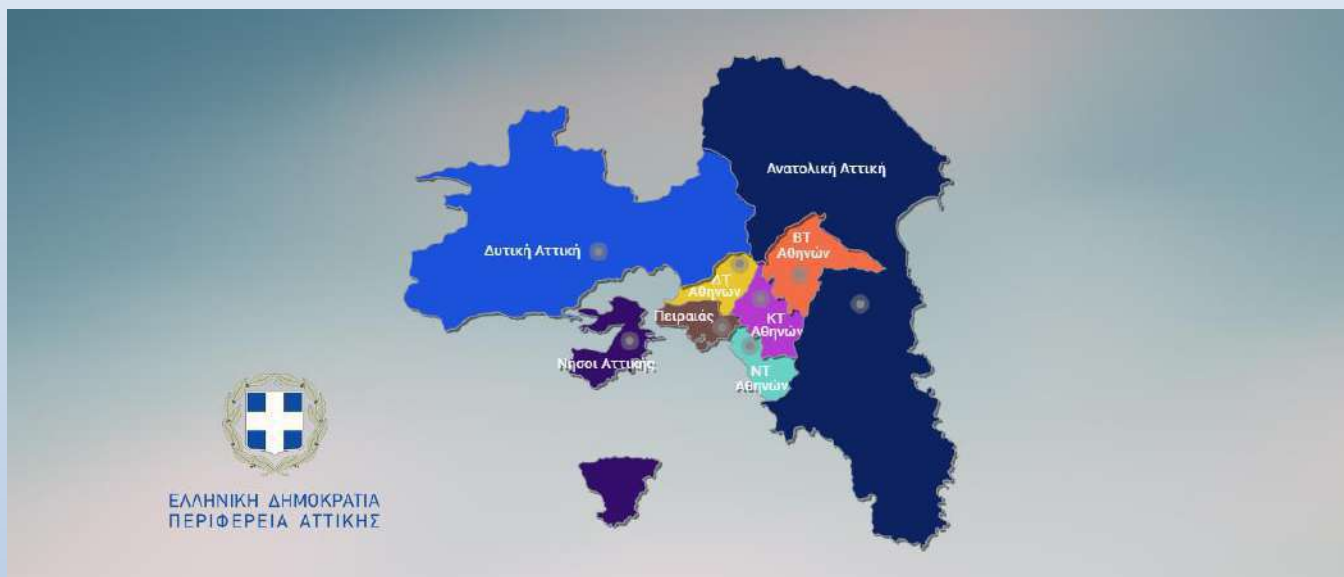 Ανατολική Αττική
ΒΤ
Αθηνών
Δυτική Αττική
ΔΤ
Αθηνών
Πειραιάς
ΚΤ
Αθηνών
Νήσοι Αττικής
ΝΤ
Αθηνών
ΕΛΛΗΝΙΚΗ ΔΗΜΟΚΡΑΤΙΑ
ΠΕΡΙΦΕΡΕΙΑ ΑΤΤΙΚΗΣ